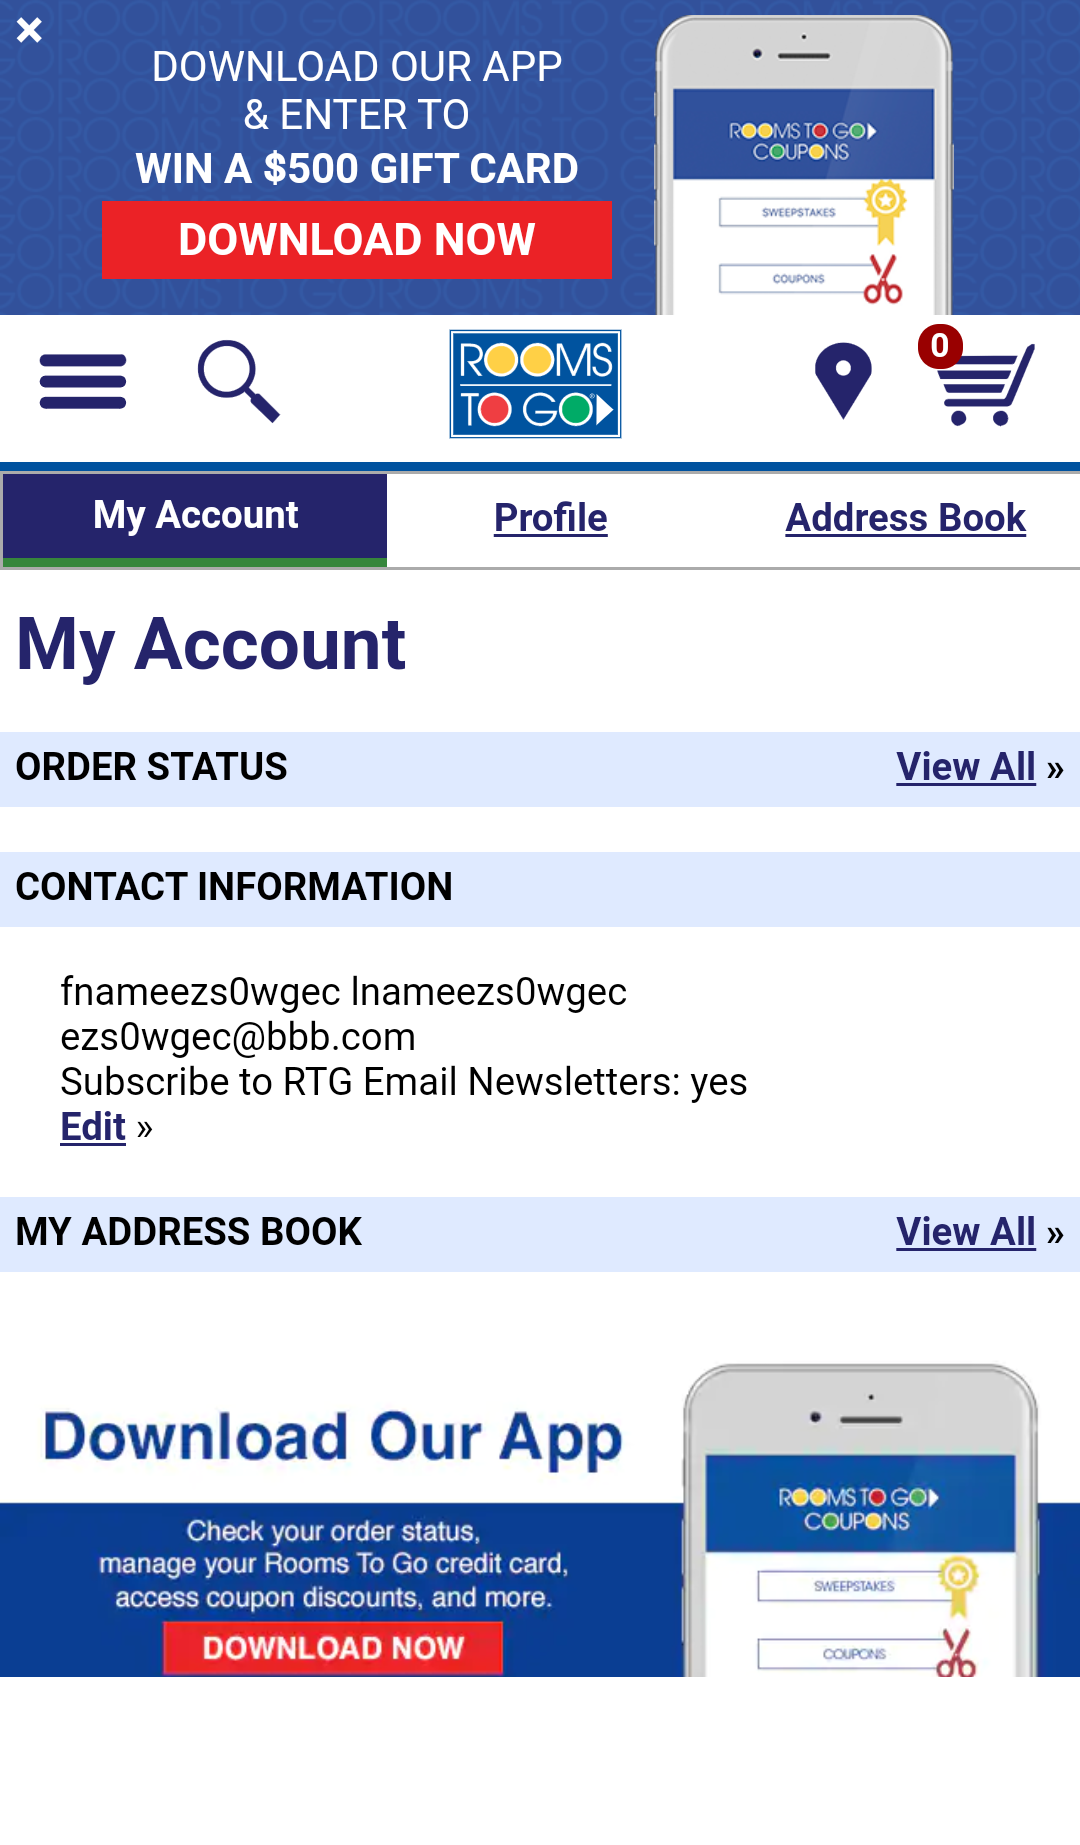 DOWNLOAD OUR APP
& ENTER TO
WIN A $500 GIFT CARD
DOWNLOAD NOW
ROOMS TO GO
COUPONS
SWEEPSTAKES
COUPONS
ROOMS
TO GO
0
My Account
Profile
Address Book
My Account
ORDER STATUS
View All »
CONTACT INFORMATION
fnameezs0wgec lnameezs0wgec
ezs0wgec@bbb.com
Subscribe to RTG Email Newsletters: yes
Edit »
MY ADDRESS BOOK
View All »
Download Our App
Check your order status,
manage your Rooms To Go credit card,
access coupon discounts, and more.
DOWNLOAD NOW
ROOMS TO GO
COUPONS
SWEEPSTAKES
COUPONS